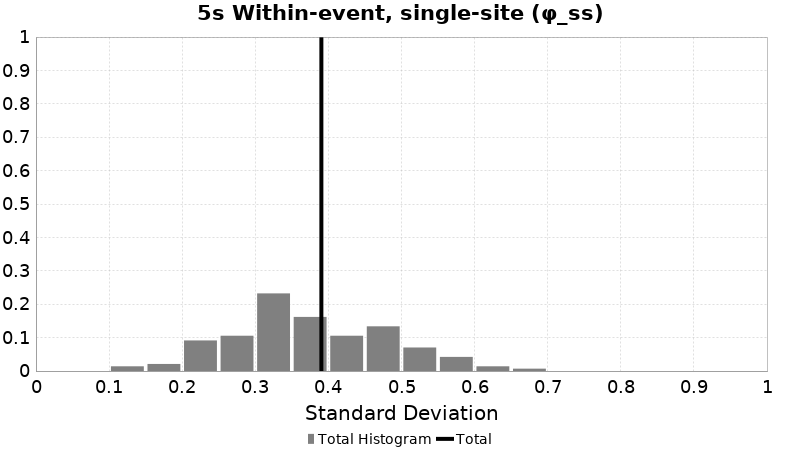 5s Within-event, single-site (φ_ss)
1
0.9
0.8
0.7
0.6
0.5
0.4
0.3
0.2
0.1
0
0 0.1 0.2 0.3 0.4 0.5 0.6 0.7 0.8 0.9 1
Standard Deviation
Total Histogram Total